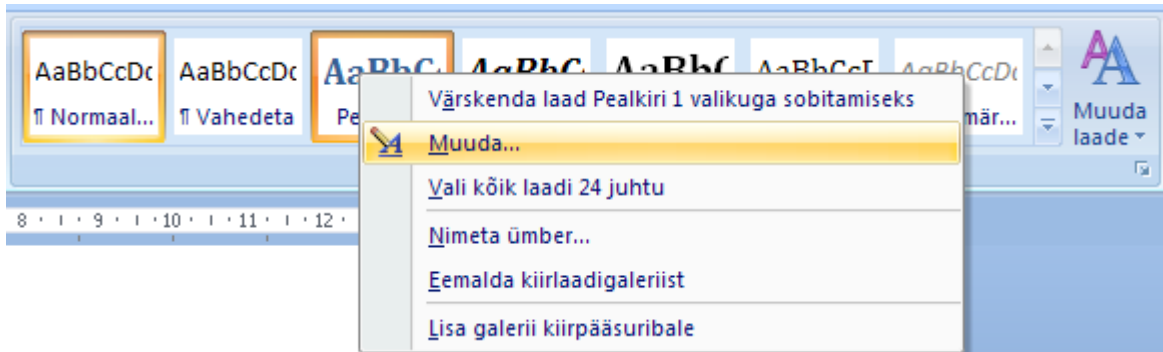 AaBbCcDc AaBbCcDc AaBbC AaBbC AaBb( AaBbCcI AaBbCcDc
¶ Normaal... ¶ Vahedeta Pe mär... Muuda laade
Värskenda laad Pealkiri 1 valikuga sobitamiseks
Muuda...
Vali kõik laadi 24 juhtu
8 · 9 · 10 · 11 · 12 ·
Nimeta ümber...
Eemalda kiirlaadigaleriist
Lisa galerii kiirpääsuribale